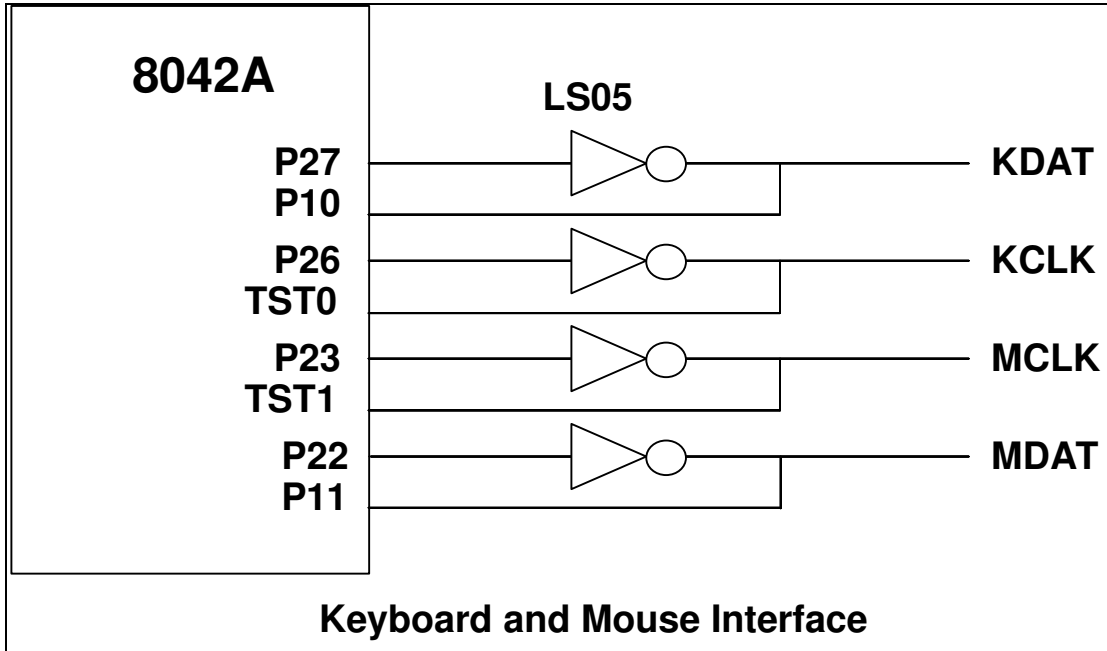 8042A
LS05
P27
KDAT
P10
P26
KCLK
TST0
P23
MCLK
TST1
P22
MDAT
P11
Keyboard and Mouse Interface